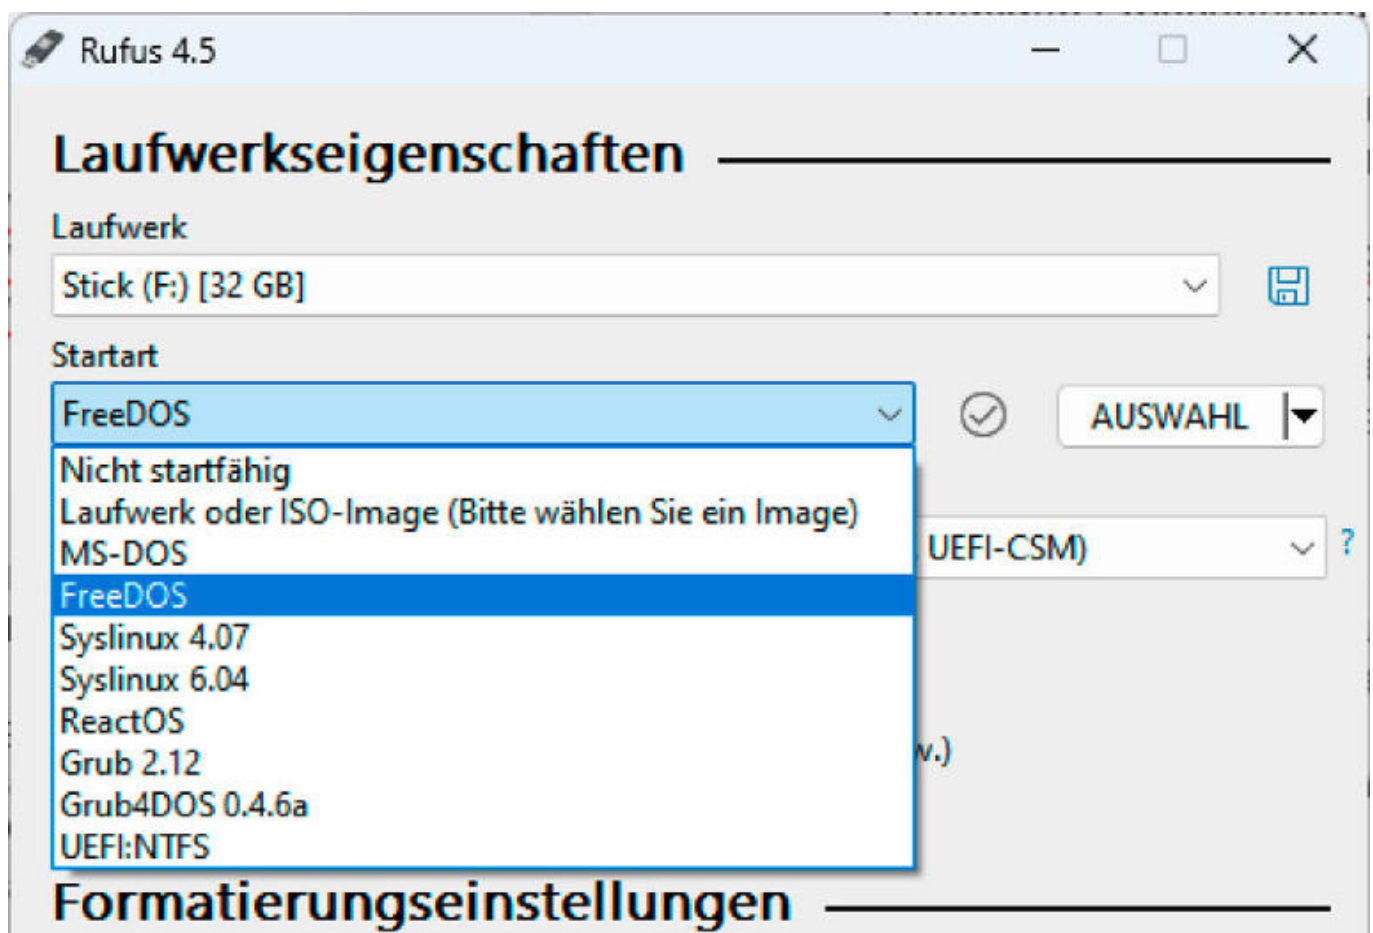 Rufus 4.5
Laufwerkseigenschaften
Laufwerk
Stick (F:) [32 GB]
Startart
FreeDOS
AUSWAHL
Nicht startfähig
Laufwerk oder ISO-Image (Bitte wählen Sie ein Image)
MS-DOS
UEFI-CSM) ?
FreeDOS
Syslinux 4.07
Syslinux 6.04
ReactOS
Grub 2.12
w.)
Grub4DOS 0.4.6a
UEFI:NTFS
Formatierungseinstellungen